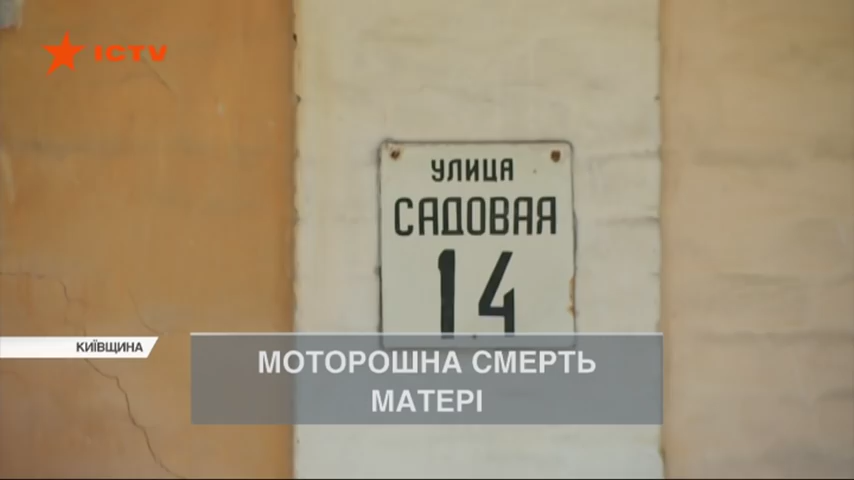 ICTV
УЛИЦА
САДОВАЯ
14
КИЇВЩИНА
МОТОРОШНА СМЕРТЬ
МАТЕРІ